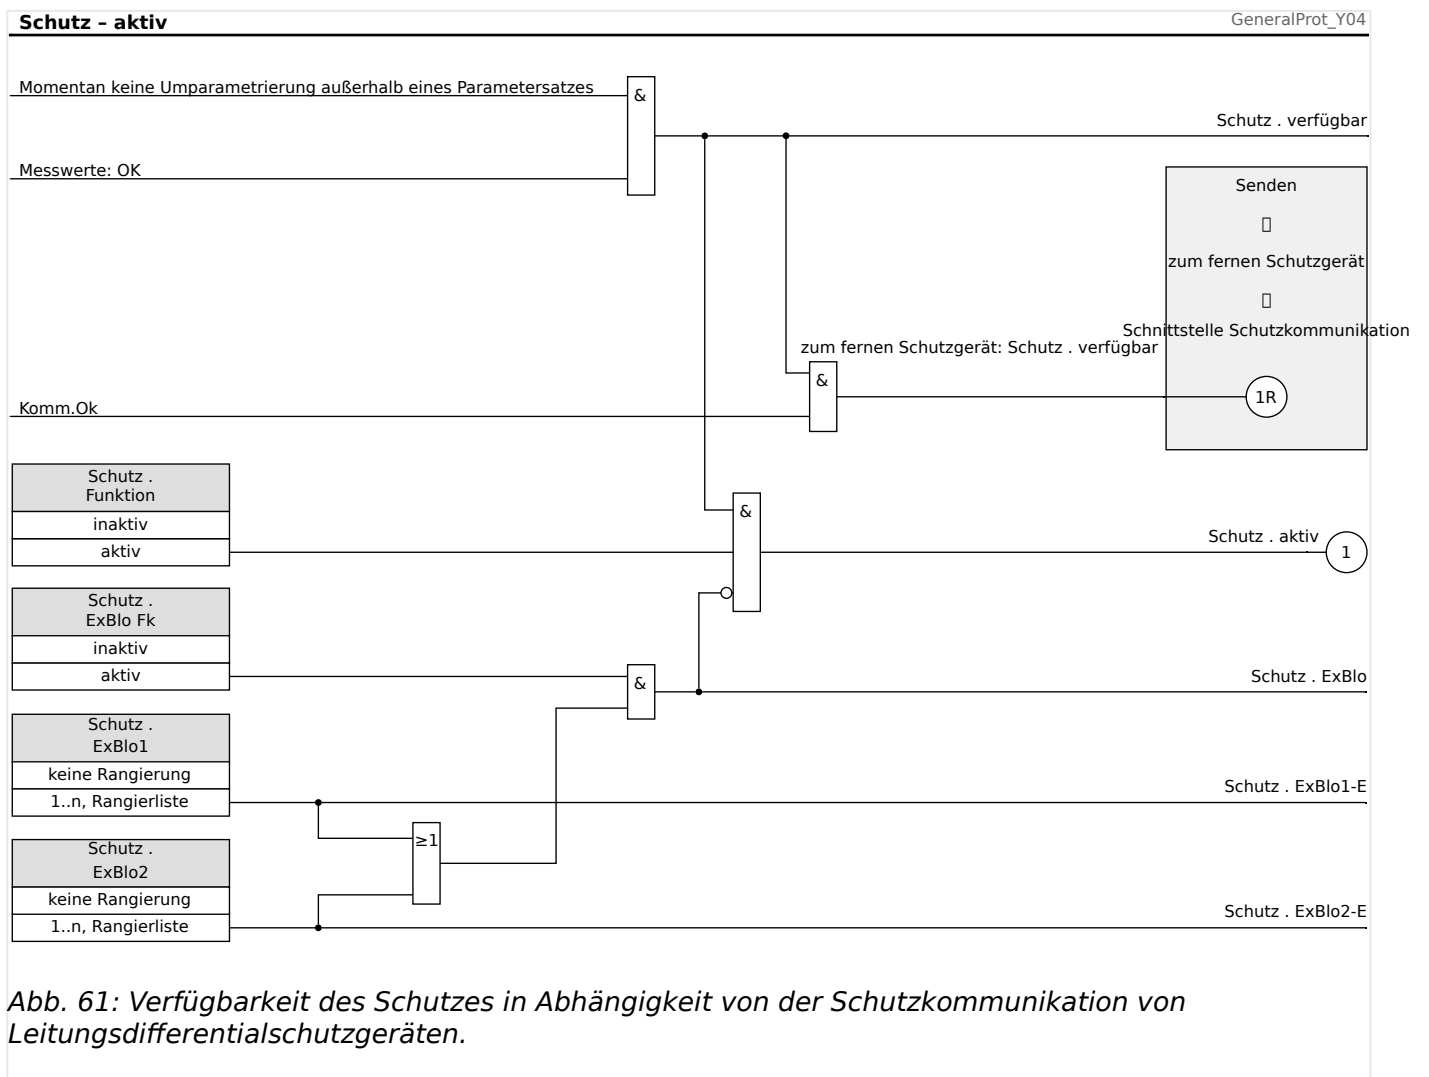 Schutz – aktiv
GeneralProt_Y04
Momentan keine Umparametrierung außerhalb eines Parametersatzes
&
Schutz . verfügbar
Messwerte: OK
Senden
zum fernen Schutzgerät
Schnittstelle Schutzkommunikation
zum fernen Schutzgerät: Schutz . verfügbar
&
1R
Komm.Ok
Schutz .
Funktion
inaktiv
aktiv
&
Schutz . aktiv
1
Schutz .
ExBlo Fk
inaktiv
aktiv
&
Schutz . ExBlo
Schutz .
ExBlo1
keine Rangierung
1..n, Rangierliste
Schutz . ExBlo1-E
≥1
Schutz .
ExBlo2
keine Rangierung
1..n, Rangierliste
Schutz . ExBlo2-E
Abb. 61: Verfügbarkeit des Schutzes in Abhängigkeit von der Schutzkommunikation von
Leitungsdifferentialschutzgeräten.